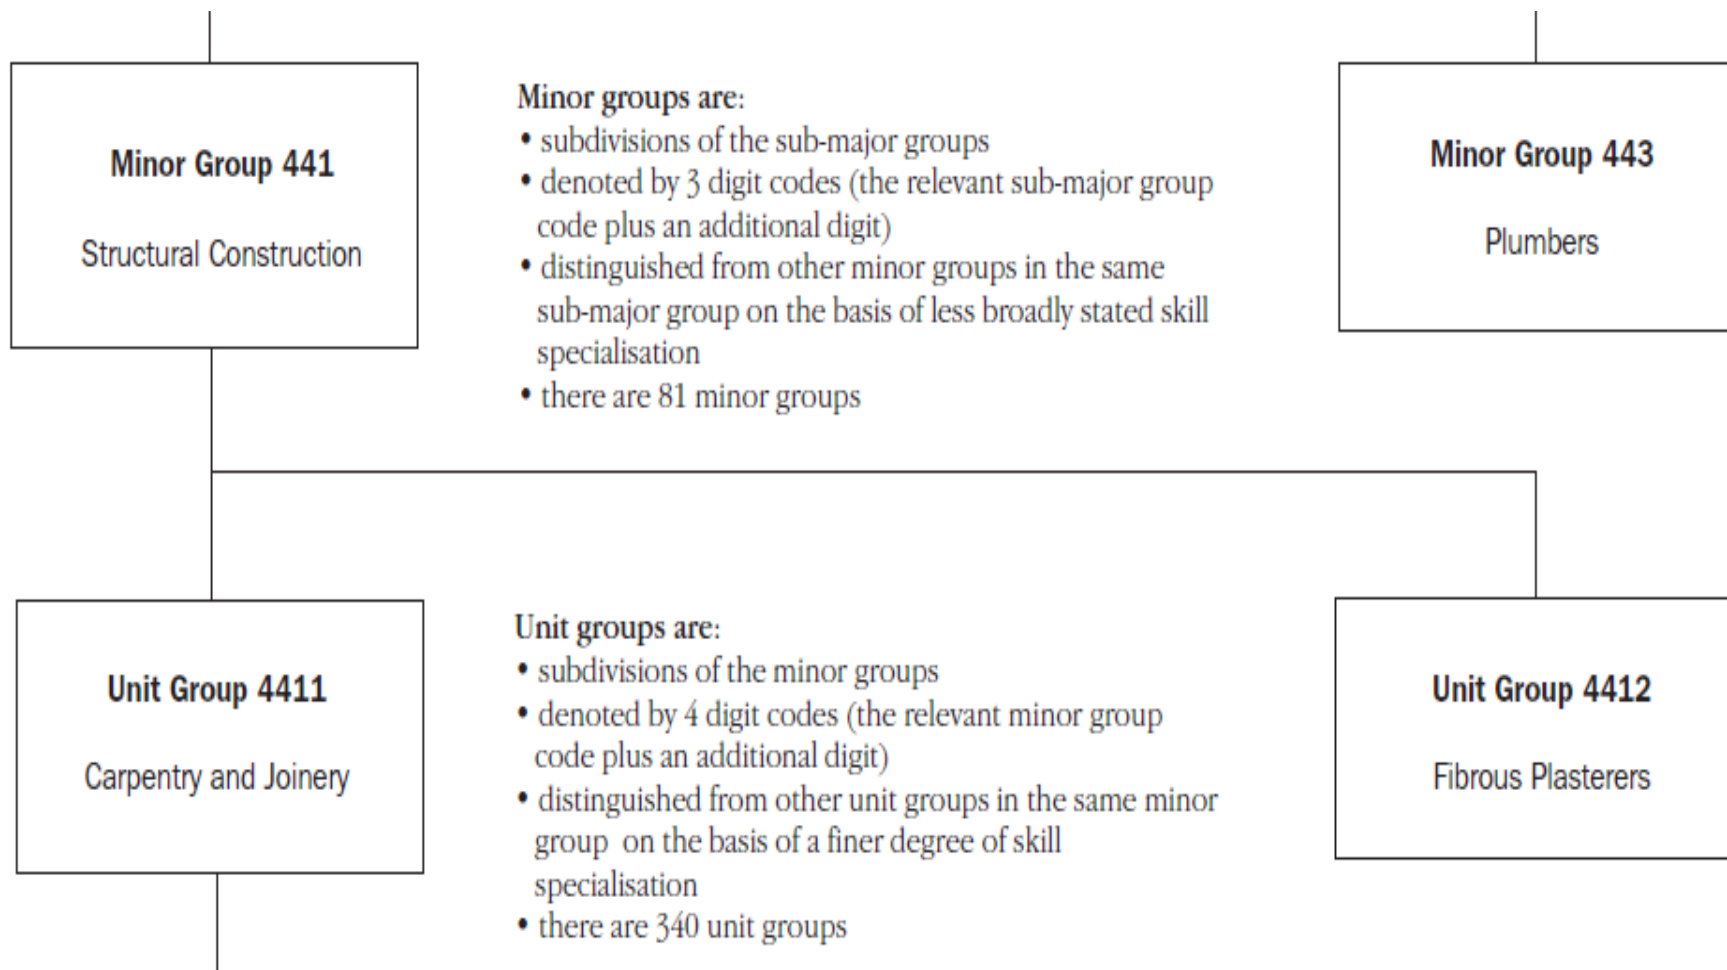 Minor Group 441
Structural Construction
Minor groups are:
• subdivisions of the sub-major groups
• denoted by 3 digit codes (the relevant sub-major group
code plus an additional digit)
• distinguished from other minor groups in the same
sub-major group on the basis of less broadly stated skill
specialisation
• there are 81 minor groups
Minor Group 443
Plumbers
Unit Group 4411
Carpentry and Joinery
Unit groups are:
• subdivisions of the minor groups
• denoted by 4 digit codes (the relevant minor group
code plus an additional digit)
• distinguished from other unit groups in the same minor
group on the basis of a finer degree of skill
specialisation
• there are 340 unit groups
Unit Group 4412
Fibrous Plasterers